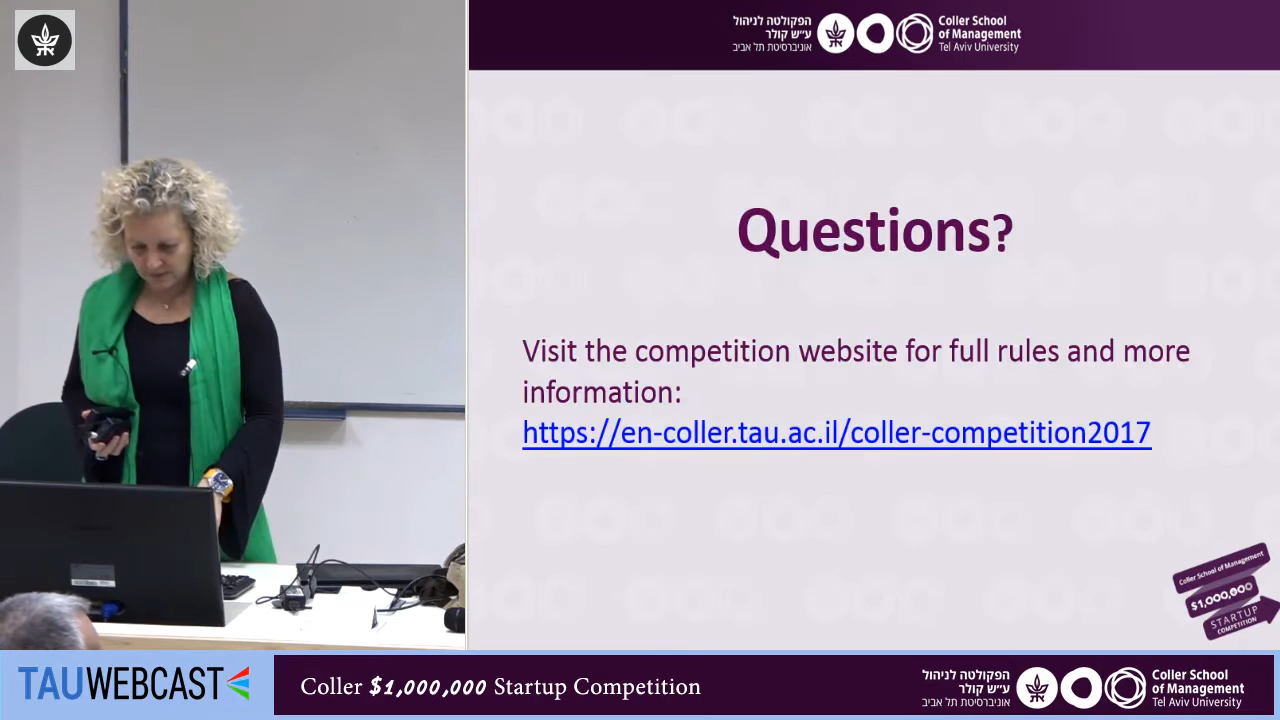 הפקולטה לניהול
ע״ש קולר
אוניברסיטת תל אביב
Coller School
of Management
Tel Aviv University
Questions?
Visit the competition website for full rules and more
information:
https://en-coller.tau.ac.il/coller-competition2017
Coller School of Management
$1,000,000
STARTUP
COMPETITION
TAUWEBCAST
Coller $1,000,000 Startup Competition
הפקולטה לניהול
ע״ש קולר
אוניברסיטת תל אביב
Coller School
of Management
Tel Aviv University